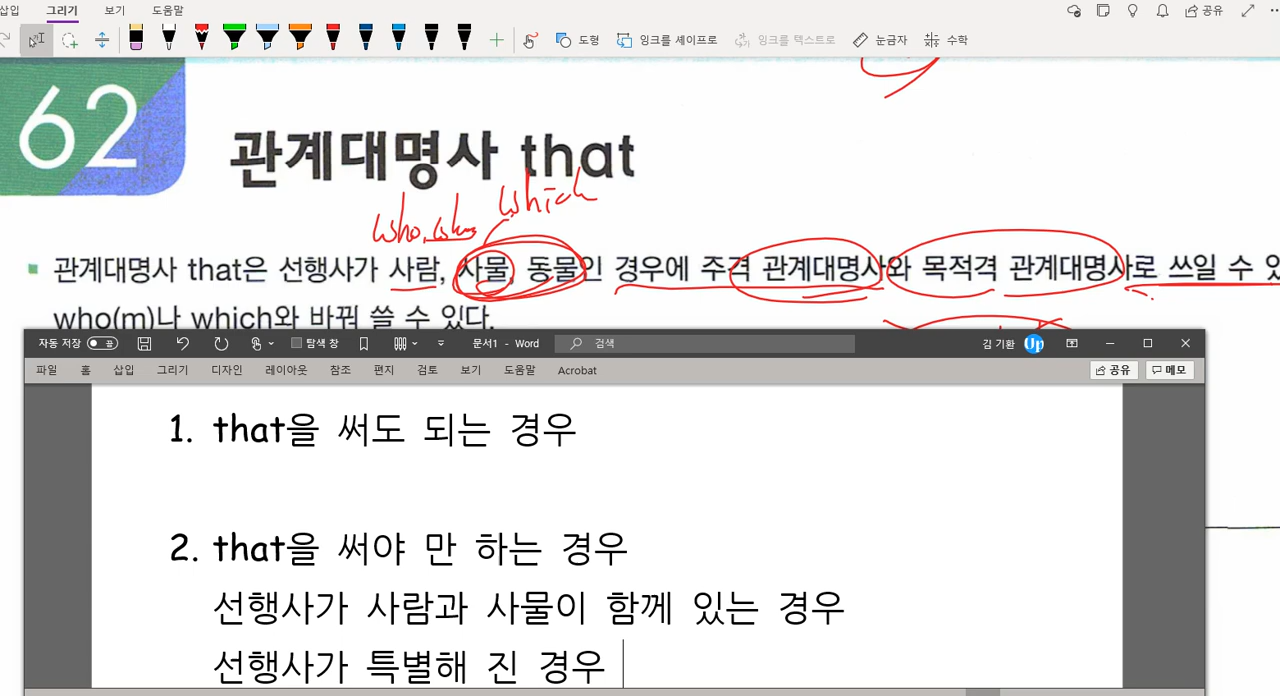 삽입 그리기 보기 도움말 공유
도형 잉크를 셰이프로 잉크를 텍스트로 눈금자 수학
62 관계대명사 that
who, whom which
관계대명사 that은 선행사가 사람, 사물, 동물인 경우에 주격 관계대명사와 목적격 관계대명사로 쓰일 수 있
who(m)나 which와 바꿔 쓸 수 있다.
자동 저장 탐색 창 문서1 - Word 검색 김 기환
파일 홈 삽입 그리기 디자인 레이아웃 참조 편지 검토 보기 도움말 Acrobat 공유 메모
1. that을 써도 되는 경우
2. that을 써야 만 하는 경우
선행사가 사람과 사물이 함께 있는 경우
선행사가 특별해 진 경우